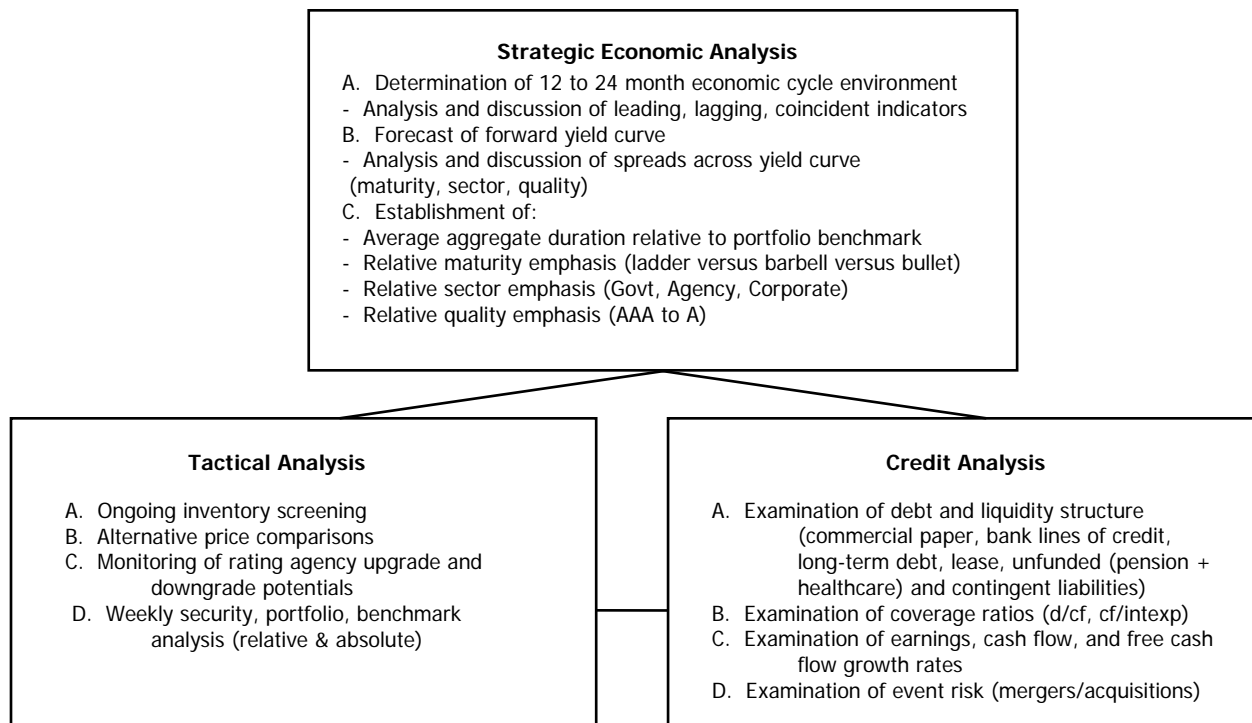 Strategic Economic Analysis
A. Determination of 12 to 24 month economic cycle environment
- Analysis and discussion of leading, lagging, coincident indicators
B. Forecast of forward yield curve
- Analysis and discussion of spreads across yield curve
(maturity, sector, quality)
C. Establishment of:
- Average aggregate duration relative to portfolio benchmark
- Relative maturity emphasis (ladder versus barbell versus bullet)
- Relative sector emphasis (Govt, Agency, Corporate)
- Relative quality emphasis (AAA to A)
Tactical Analysis
A. Ongoing inventory screening
B. Alternative price comparisons
C. Monitoring of rating agency upgrade and
downgrade potentials
D. Weekly security, portfolio, benchmark
analysis (relative & absolute)
Credit Analysis
A. Examination of debt and liquidity structure
(commercial paper, bank lines of credit,
long-term debt, lease, unfunded (pension +
healthcare) and contingent liabilities)
B. Examination of coverage ratios (d/cf, cf/intexp)
C. Examination of earnings, cash flow, and free cash
flow growth rates
D. Examination of event risk (mergers/acquisitions)